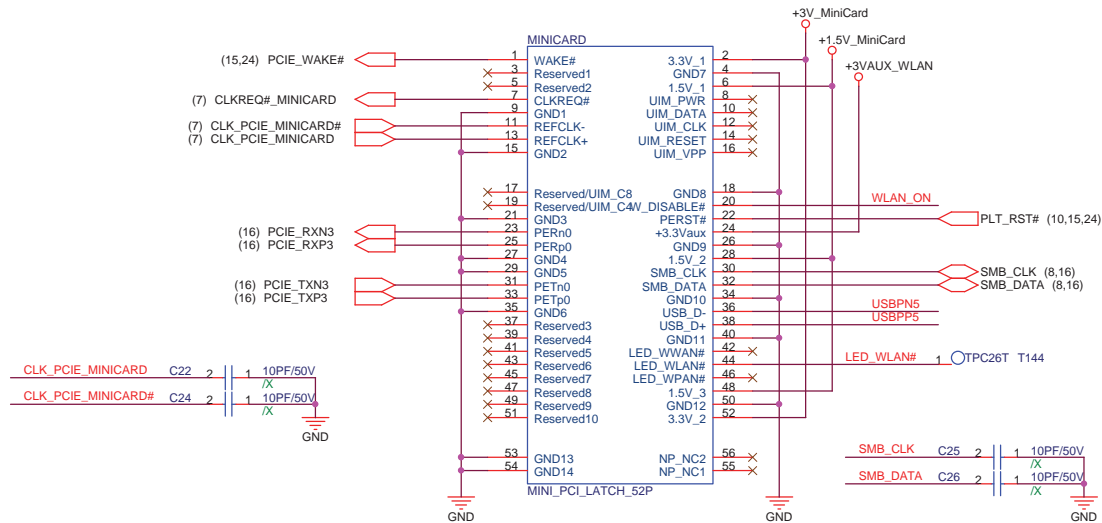 +3V_MiniCard
+1.5V_MiniCard
+3VAUX_WLAN
MINICARD
(15,24) PCIE_WAKE# 1 WAKE# 3.3V_1 2
3 Reserved1 GND7 4
5 Reserved2 1.5V_1 6
(7) CLKREQ#_MINICARD 7 CLKREQ# UIM_PWR 8
9 GND1 UIM_DATA 10
(7) CLK_PCIE_MINICARD# 11 REFCLK- UIM_CLK 12
(7) CLK_PCIE_MINICARD 13 REFCLK+ UIM_RESET 14
15 GND2 UIM_VPP 16
17 Reserved/UIM_C8 GND8 18
19 Reserved/UIM_C4 W_DISABLE# 20 WLAN_ON
21 GND3 PERST# 22 PLT_RST# (10,15,24)
(16) PCIE_RXN3 23 PERn0 +3.3Vaux 24
(16) PCIE_RXP3 25 PERp0 GND9 26
27 GND4 1.5V_2 28
29 GND5 SMB_CLK 30 SMB_CLK (8,16)
(16) PCIE_TXN3 31 PETn0 SMB_DATA 32 SMB_DATA (8,16)
(16) PCIE_TXP3 33 PETp0 GND10 34
35 GND6 USB_D- 36 USBPN5
37 Reserved3 USB_D+ 38 USBPP5
39 Reserved4 GND11 40
41 Reserved5 LED_WWAN# 42
43 Reserved6 LED_WLAN# 44 LED_WLAN# 1 TPC26T T144
45 Reserved7 LED_WPAN# 46
47 Reserved8 1.5V_3 48
49 Reserved9 GND12 50
51 Reserved10 3.3V_2 52
53 GND13 NP_NC2 56
54 GND14 NP_NC1 55
MINI_PCI_LATCH_52P
GND
GND
CLK_PCIE_MINICARD C22 2 1 10PF/50V
/X
CLK_PCIE_MINICARD# C24 2 1 10PF/50V
/X
GND
SMB_CLK C25 2 1 10PF/50V
/X
SMB_DATA C26 2 1 10PF/50V
/X
GND